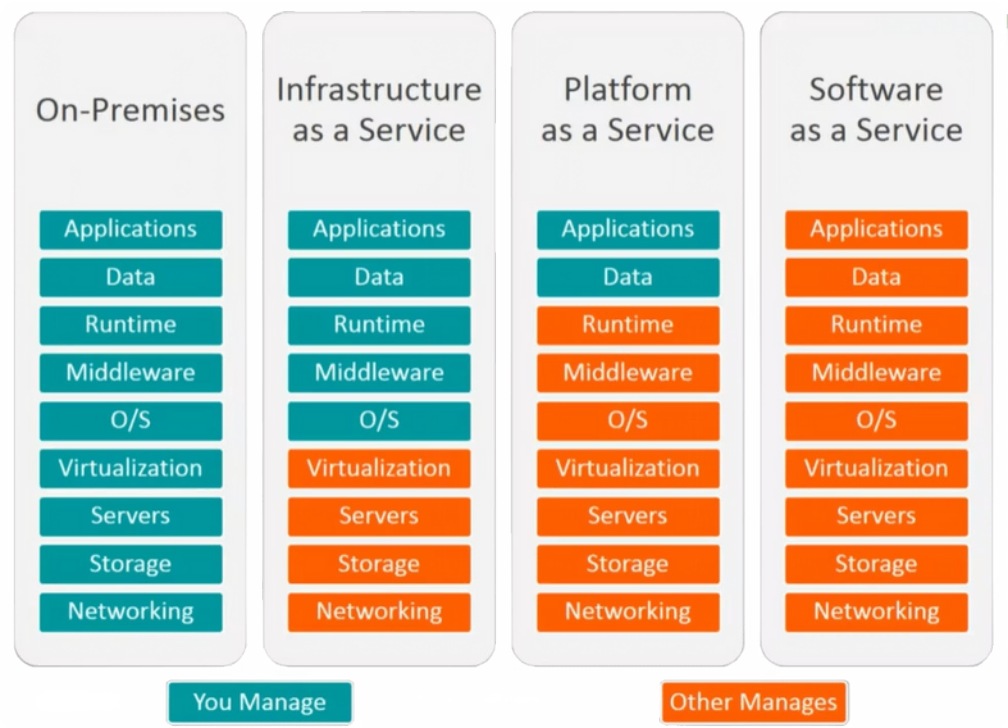 On-Premises
Applications
Data
Runtime
Middleware
O/S
Virtualization
Servers
Storage
Networking
Infrastructure
as a Service
Applications
Data
Runtime
Middleware
O/S
Virtualization
Servers
Storage
Networking
Platform
as a Service
Applications
Data
Runtime
Middleware
O/S
Virtualization
Servers
Storage
Networking
Software
as a Service
Applications
Data
Runtime
Middleware
O/S
Virtualization
Servers
Storage
Networking
You Manage
Other Manages